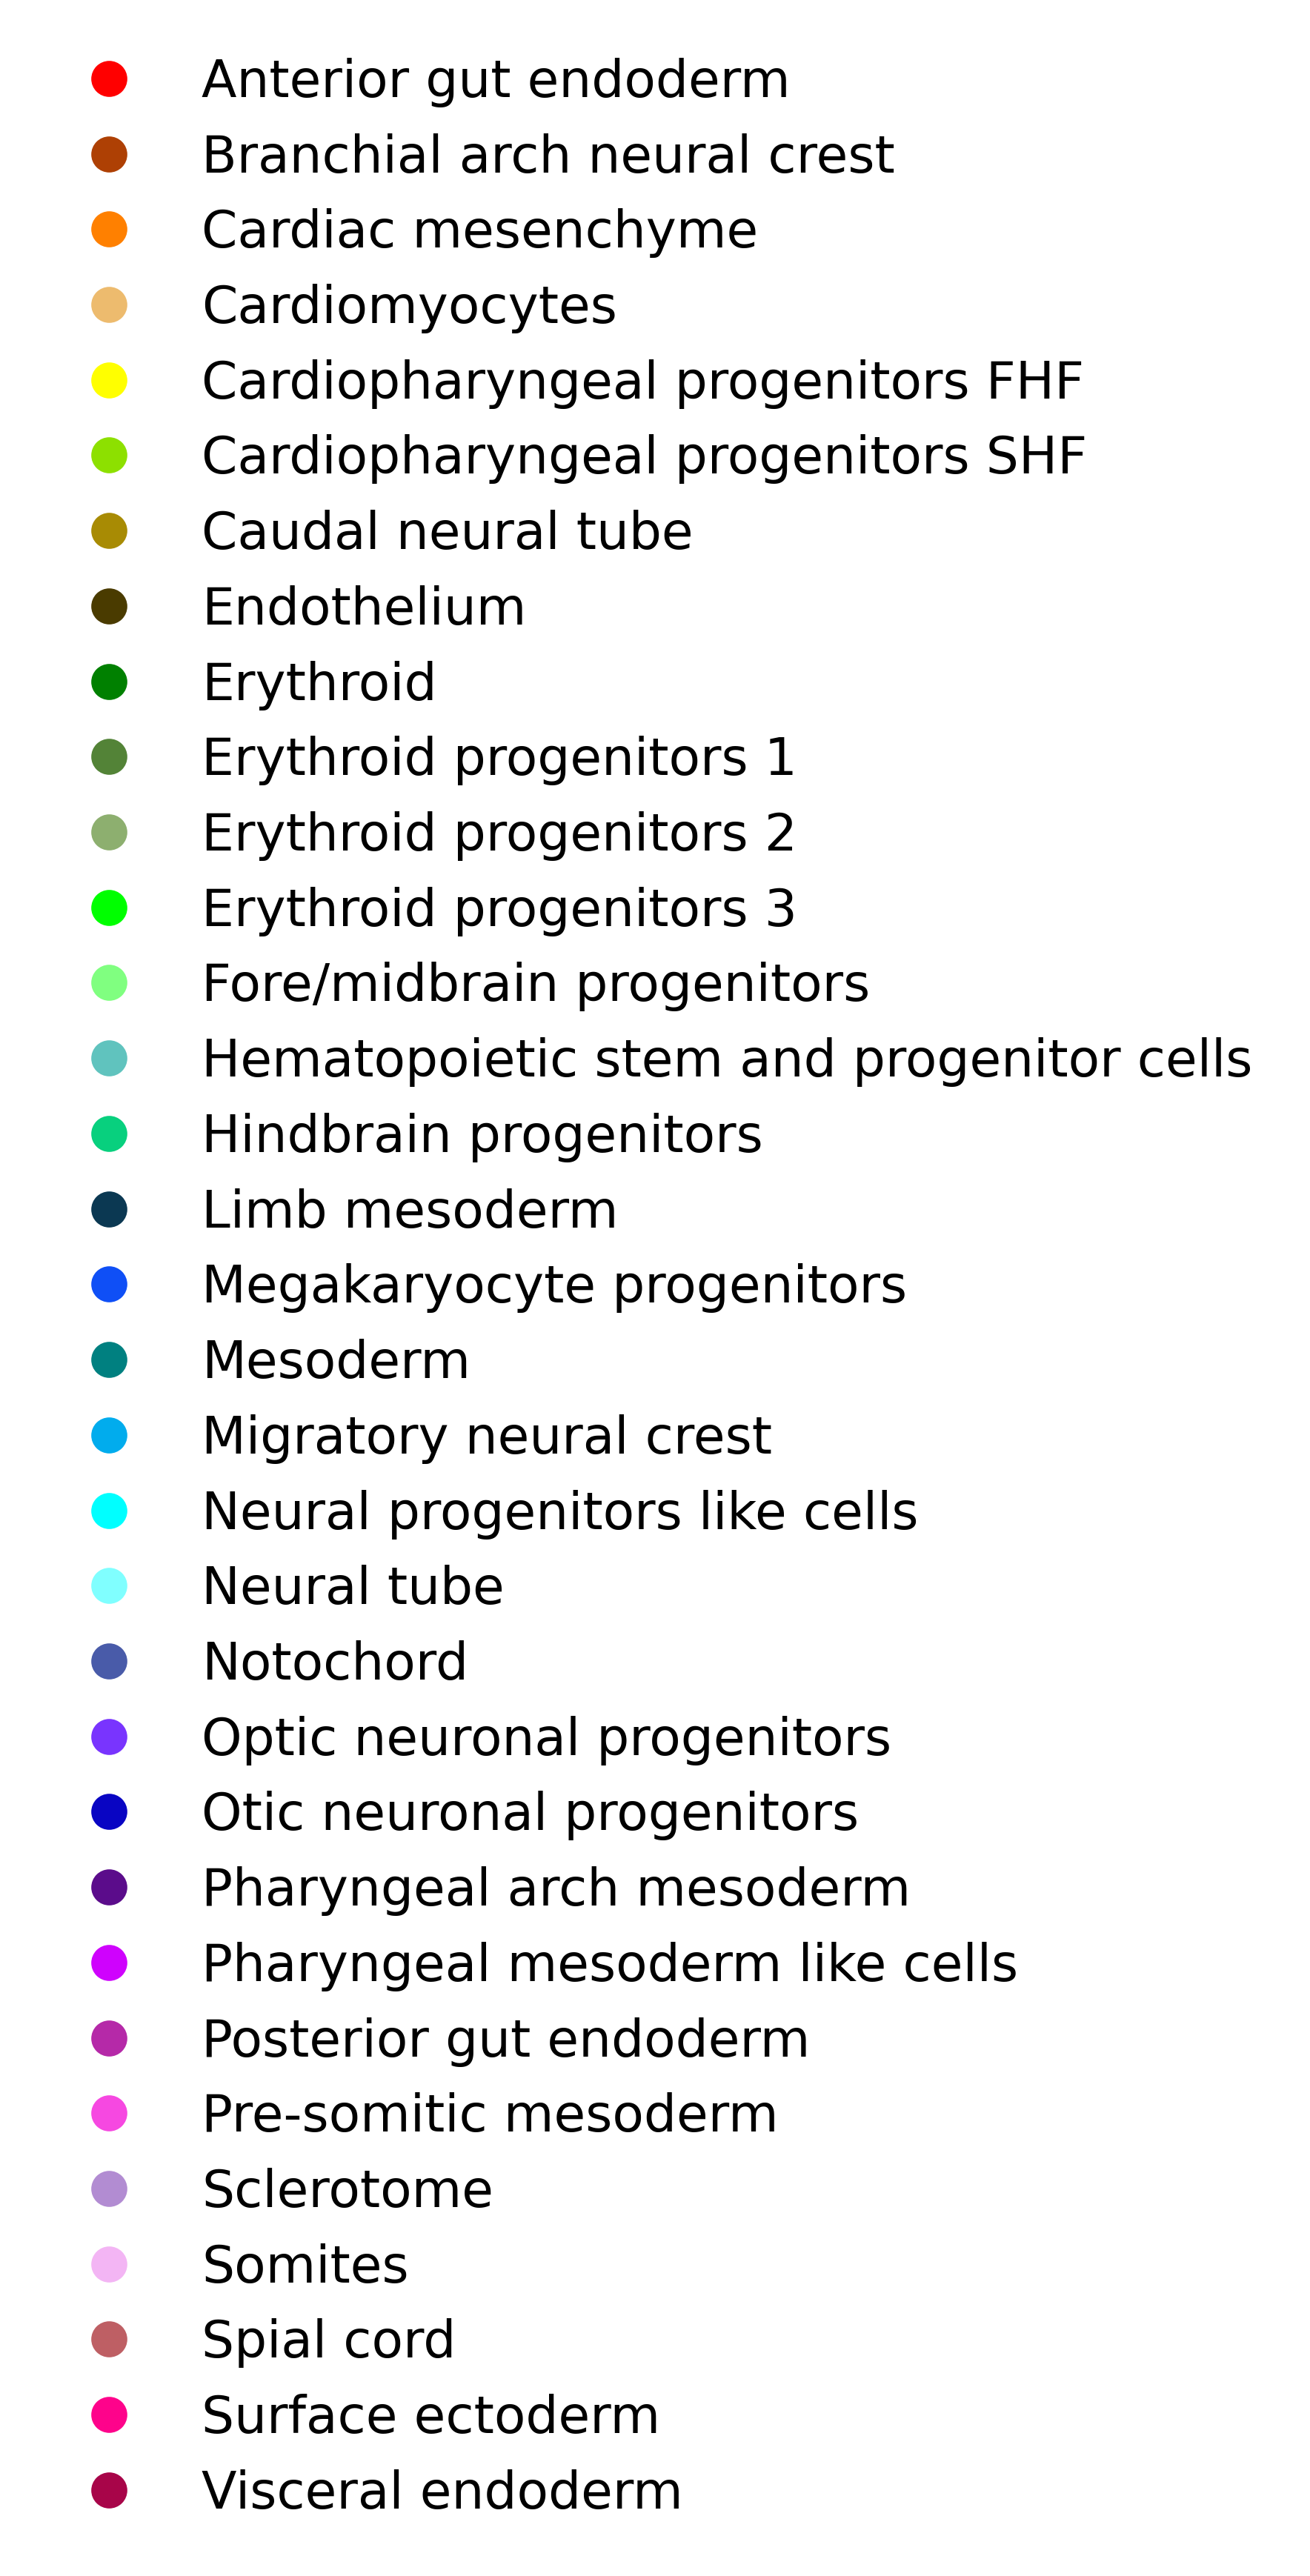 Anterior gut endoderm
Branchial arch neural crest
Cardiac mesenchyme
Cardiomyocytes
Cardiopharyngeal progenitors FHF
Cardiopharyngeal progenitors SHF
Caudal neural tube
Endothelium
Erythroid
Erythroid progenitors 1
Erythroid progenitors 2
Erythroid progenitors 3
Fore/midbrain progenitors
Hematopoietic stem and progenitor cells
Hindbrain progenitors
Limb mesoderm
Megakaryocyte progenitors
Mesoderm
Migratory neural crest
Neural progenitors like cells
Neural tube
Notochord
Optic neuronal progenitors
Otic neuronal progenitors
Pharyngeal arch mesoderm
Pharyngeal mesoderm like cells
Posterior gut endoderm
Pre-somitic mesoderm
Sclerotome
Somites
Spial cord
Surface ectoderm
Visceral endoderm